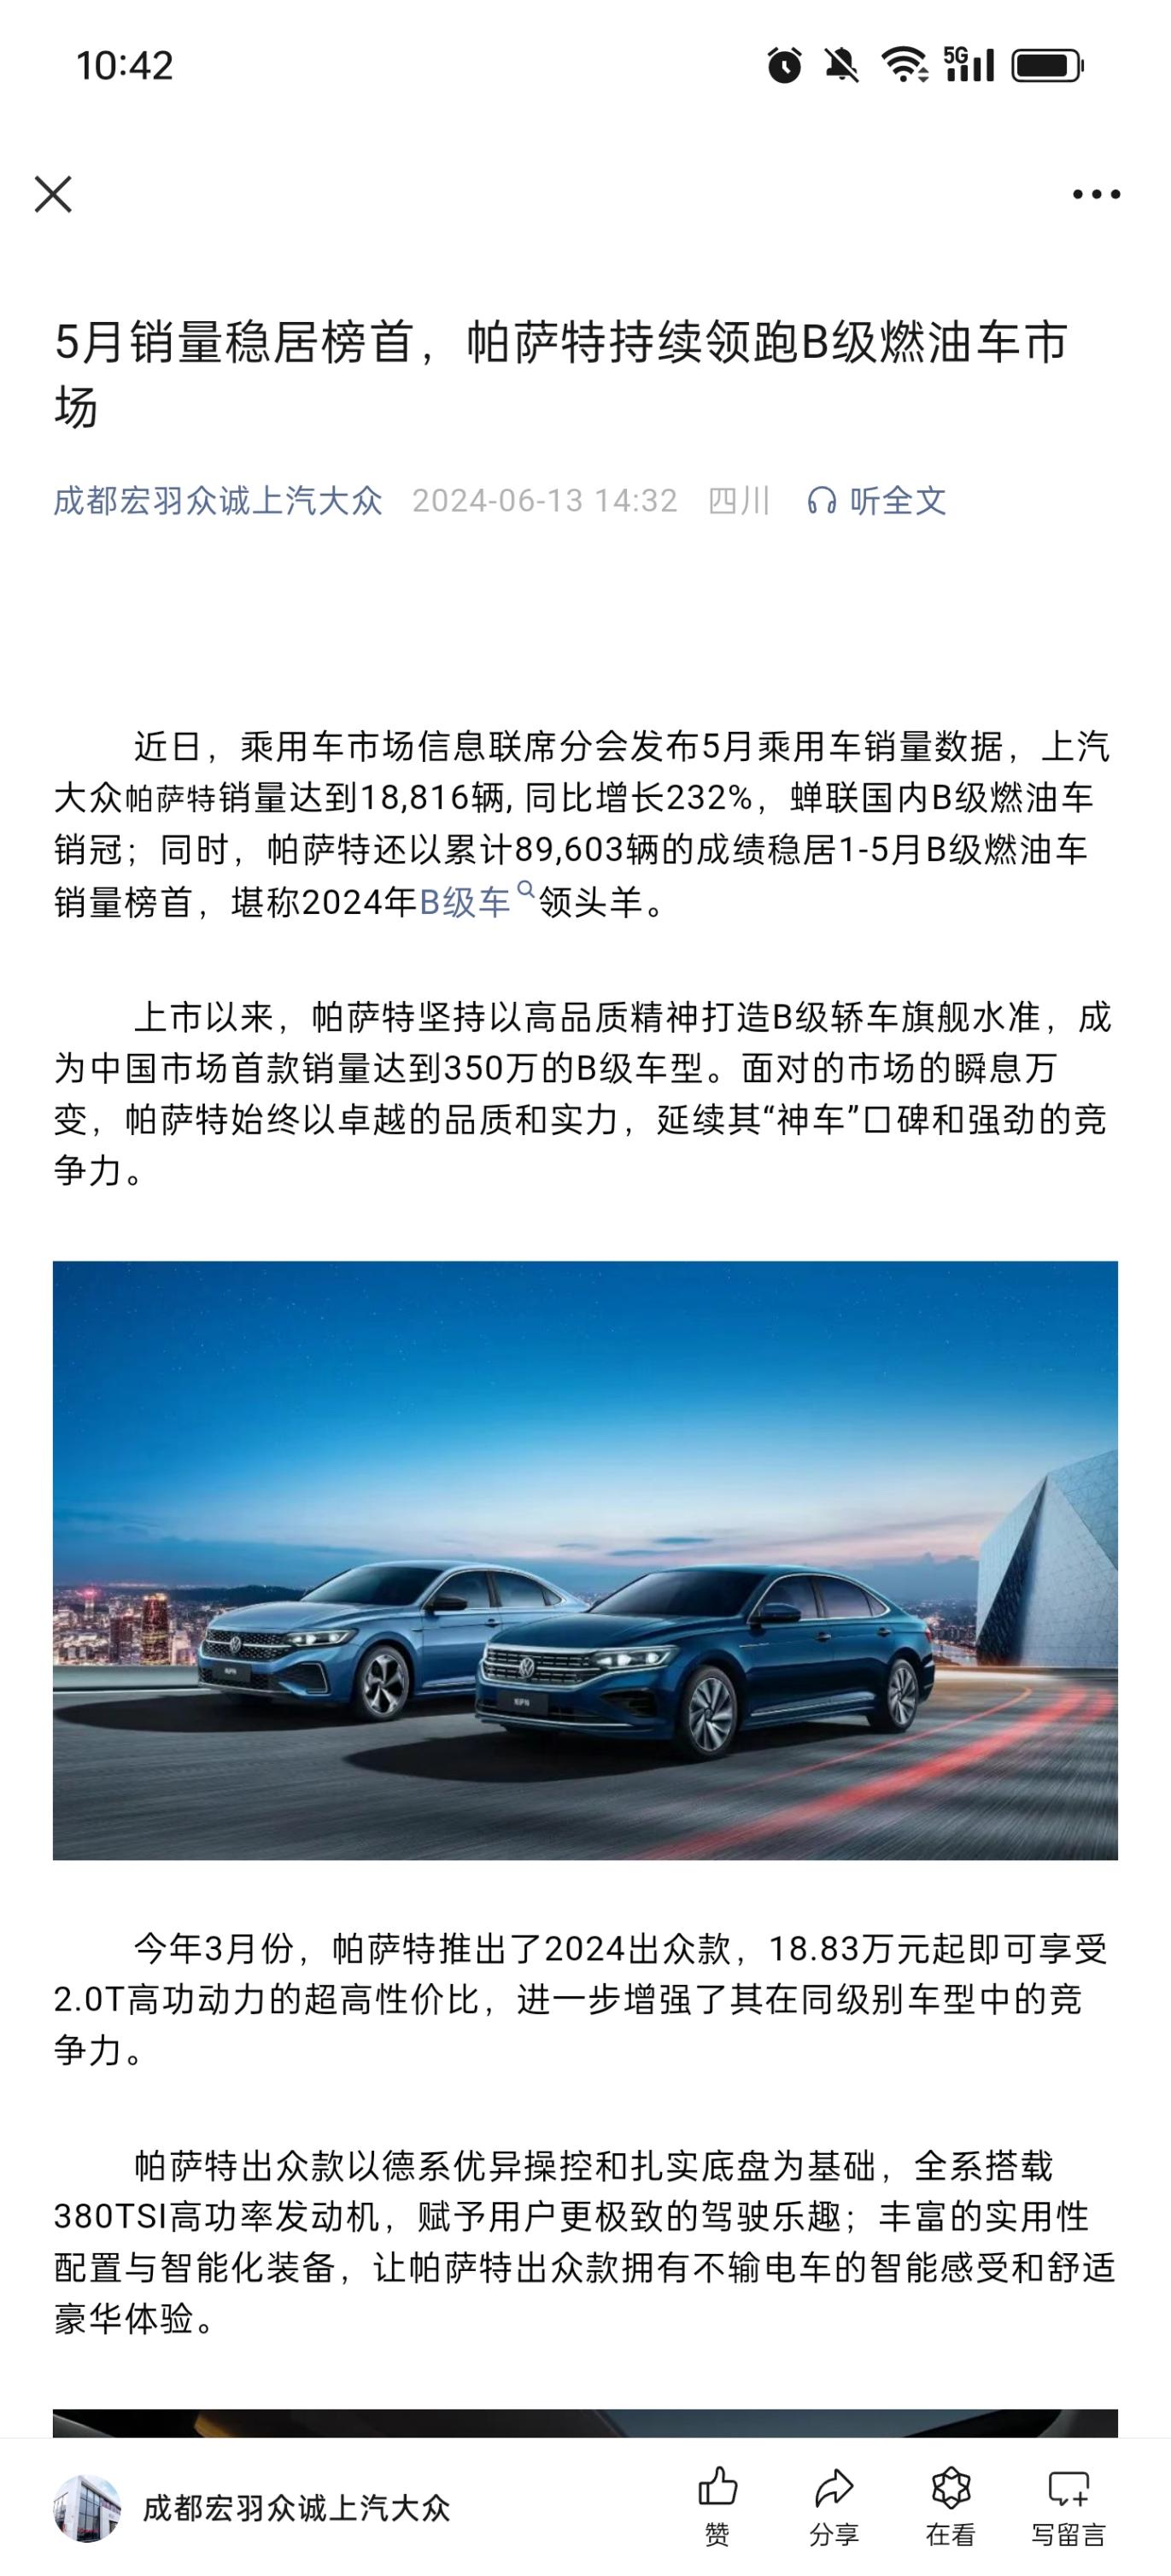 10:42
5G
5月销量稳居榜首，帕萨特持续领跑B级燃油车市
场
成都宏羽众诚上汽大众 2024-06-13 14:32 四川 听全文
近日，乘用车市场信息联席分会发布5月乘用车销量数据，上汽
大众帕萨特销量达到18,816辆, 同比增长232%，蝉联国内B级燃油车
销冠；同时，帕萨特还以累计89,603辆的成绩稳居1-5月B级燃油车
销量榜首，堪称2024年B级车领头羊。
上市以来，帕萨特坚持以高品质精神打造B级轿车旗舰水准，成
为中国市场首款销量达到350万的B级车型。面对的市场的瞬息万
变，帕萨特始终以卓越的品质和实力，延续其“神车”口碑和强劲的竞
争力。
今年3月份，帕萨特推出了2024出众款，18.83万元起即可享受
2.0T高功动力的超高性价比，进一步增强了其在同级别车型中的竞
争力。
帕萨特出众款以德系优异操控和扎实底盘为基础，全系搭载
380TSI高功率发动机，赋予用户更极致的驾驶乐趣；丰富的实用性
配置与智能化装备，让帕萨特出众款拥有不输电车的智能感受和舒适
豪华体验。
成都宏羽众诚上汽大众
赞 分享 在看 写留言